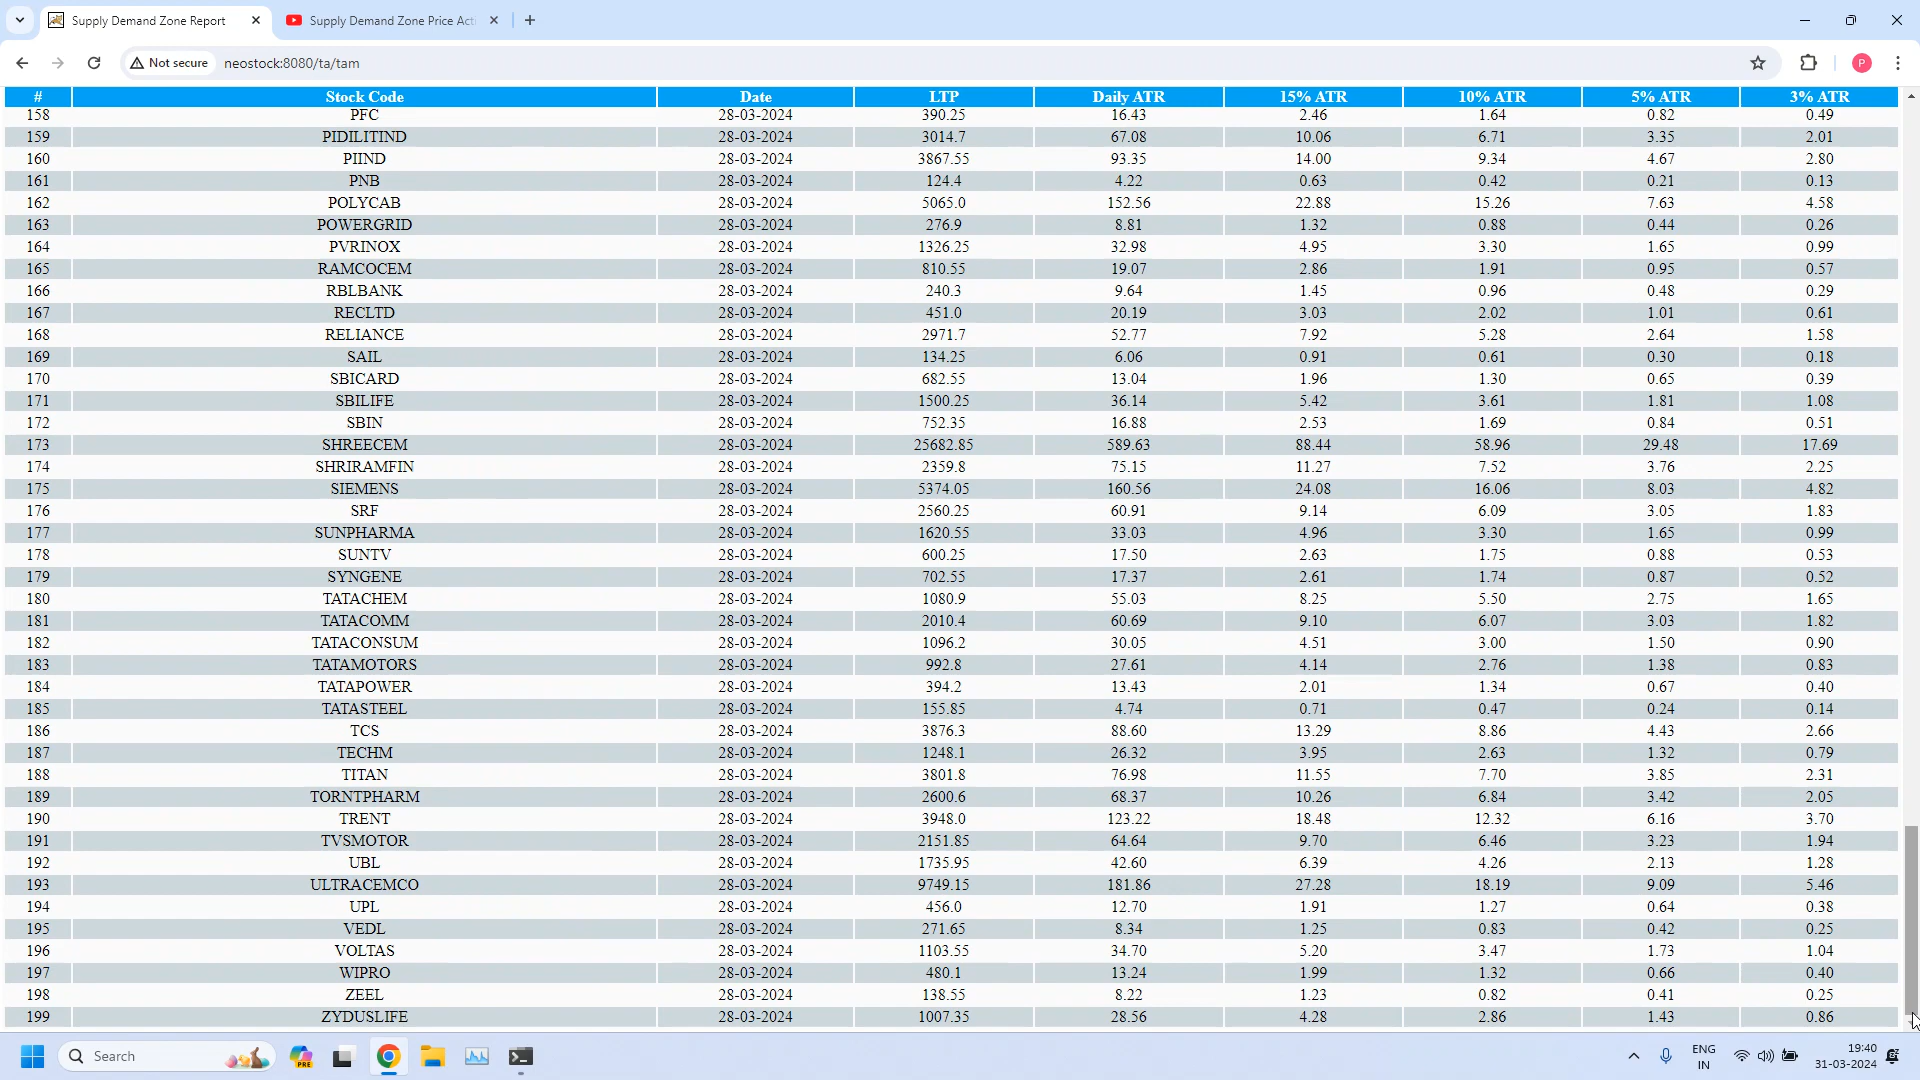 Supply Demand Zone Report
Supply Demand Zone Price Act
Not secure
neostock:8080/ta/tam
P
# Stock Code Date LTP Daily ATR 15% ATR 10% ATR 5% ATR 3% ATR
158 PFC 28-03-2024 390.25 16.43 2.46 1.64 0.82 0.49
159 PIDILITIND 28-03-2024 3014.7 67.08 10.06 6.71 3.35 2.01
160 PIIND 28-03-2024 3867.55 93.35 14.00 9.34 4.67 2.80
161 PNB 28-03-2024 124.4 4.22 0.63 0.42 0.21 0.13
162 POLYCAB 28-03-2024 5065.0 152.56 22.88 15.26 7.63 4.58
163 POWERGRID 28-03-2024 276.9 8.81 1.32 0.88 0.44 0.26
164 PVRINOX 28-03-2024 1326.25 32.98 4.95 3.30 1.65 0.99
165 RAMCOCEM 28-03-2024 810.55 19.07 2.86 1.91 0.95 0.57
166 RBLBANK 28-03-2024 240.3 9.64 1.45 0.96 0.48 0.29
167 RECLTD 28-03-2024 451.0 20.19 3.03 2.02 1.01 0.61
168 RELIANCE 28-03-2024 2971.7 52.77 7.92 5.28 2.64 1.58
169 SAIL 28-03-2024 134.25 6.06 0.91 0.61 0.30 0.18
170 SBICARD 28-03-2024 682.55 13.04 1.96 1.30 0.65 0.39
171 SBILIFE 28-03-2024 1500.25 36.14 5.42 3.61 1.81 1.08
172 SBIN 28-03-2024 752.35 16.88 2.53 1.69 0.84 0.51
173 SHREECEM 28-03-2024 25682.85 589.63 88.44 58.96 29.48 17.69
174 SHRIRAMFIN 28-03-2024 2359.8 75.15 11.27 7.52 3.76 2.25
175 SIEMENS 28-03-2024 5374.05 160.56 24.08 16.06 8.03 4.82
176 SRF 28-03-2024 2560.25 60.91 9.14 6.09 3.05 1.83
177 SUNPHARMA 28-03-2024 1620.55 33.03 4.96 3.30 1.65 0.99
178 SUNTV 28-03-2024 600.25 17.50 2.63 1.75 0.88 0.53
179 SYNGENE 28-03-2024 702.55 17.37 2.61 1.74 0.87 0.52
180 TATACHEM 28-03-2024 1080.9 55.03 8.25 5.50 2.75 1.65
181 TATACOMM 28-03-2024 2010.4 60.69 9.10 6.07 3.03 1.82
182 TATACONSUM 28-03-2024 1096.2 30.05 4.51 3.00 1.50 0.90
183 TATAMOTORS 28-03-2024 992.8 27.61 4.14 2.76 1.38 0.83
184 TATAPOWER 28-03-2024 394.2 13.43 2.01 1.34 0.67 0.40
185 TATASTEEL 28-03-2024 155.85 4.74 0.71 0.47 0.24 0.14
186 TCS 28-03-2024 3876.3 88.60 13.29 8.86 4.43 2.66
187 TECHM 28-03-2024 1248.1 26.32 3.95 2.63 1.32 0.79
188 TITAN 28-03-2024 3801.8 76.98 11.55 7.70 3.85 2.31
189 TORNTPHARM 28-03-2024 2600.6 68.37 10.26 6.84 3.42 2.05
190 TRENT 28-03-2024 3948.0 123.22 18.48 12.32 6.16 3.70
191 TVSMOTOR 28-03-2024 2151.85 64.64 9.70 6.46 3.23 1.94
192 UBL 28-03-2024 1735.95 42.60 6.39 4.26 2.13 1.28
193 ULTRACEMCO 28-03-2024 9749.15 181.86 27.28 18.19 9.09 5.46
194 UPL 28-03-2024 456.0 12.70 1.91 1.27 0.64 0.38
195 VEDL 28-03-2024 271.65 8.34 1.25 0.83 0.42 0.25
196 VOLTAS 28-03-2024 1103.55 34.70 5.20 3.47 1.73 1.04
197 WIPRO 28-03-2024 480.1 13.24 1.99 1.32 0.66 0.40
198 ZEEL 28-03-2024 138.55 8.22 1.23 0.82 0.41 0.25
199 ZYDUSLIFE 28-03-2024 1007.35 28.56 4.28 2.86 1.43 0.86
Search
PRE
ENG
IN
19:40
31-03-2024